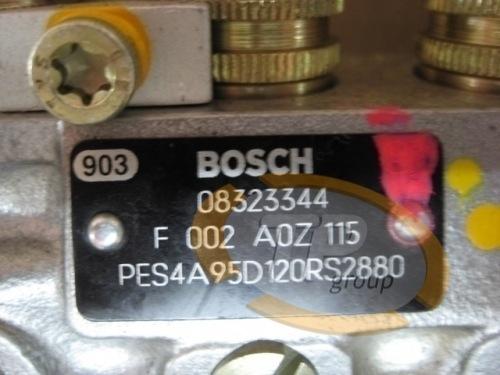 903
BOSCH
08323344
F 002 A0Z 115
PES4A95D120RS2880
group